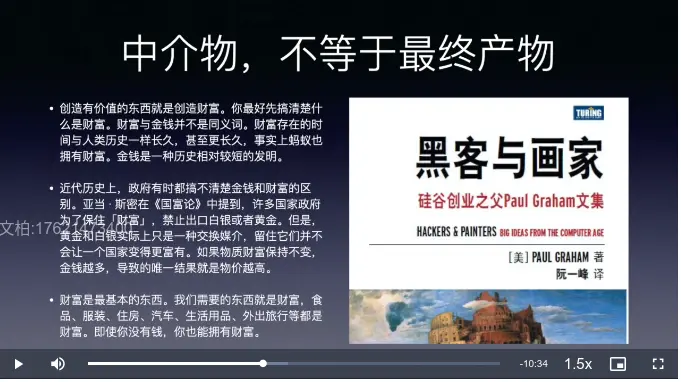 中介物，不等于最终产物
• 创造有价值的东西就是创造财富。你最好先搞清楚什
么是财富。财富与金钱并不是同义词。财富存在的时
间与人类历史一样长久，甚至更长久，事实上蚂蚁也
拥有财富。金钱是一种历史相对较短的发明。
• 近代历史上，政府有时都搞不清楚金钱和财富的区
别。亚当·斯密在《国富论》中提到，许多国家政府
为了保住「财富」，禁止出口白银或者黄金。但是，
黄金和白银实际上只是一种交换媒介，留住它们并不
会让一个国家变得更富有。如果物质财富保持不变，
金钱越多，导致的唯一结果就是物价越高。
• 财富是最基本的东西。我们需要的东西就是财富，食
品、服装、住房、汽车、生活用品、外出旅行等都是
财富。即使你没有钱，你也能拥有财富。
TURING
黑客与画家
硅谷创业之父Paul Graham文集
HACKERS & PAINTERS BIG IDEAS FROM THE COMPUTER AGE
［美］PAUL GRAHAM 著
阮一峰 译
-10:34
1.5x